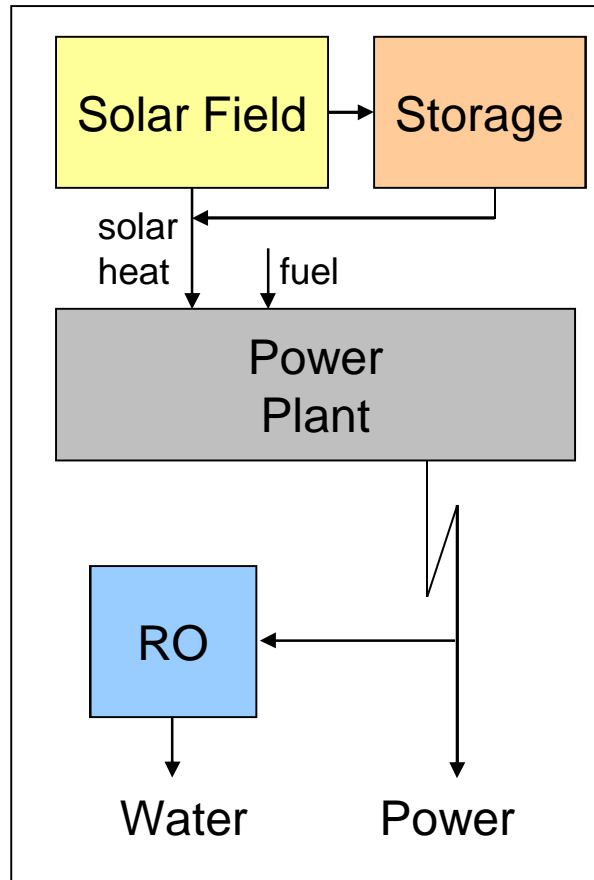 Solar Field
Storage
solar
heat
fuel
Power
Plant
RO
Water
Power